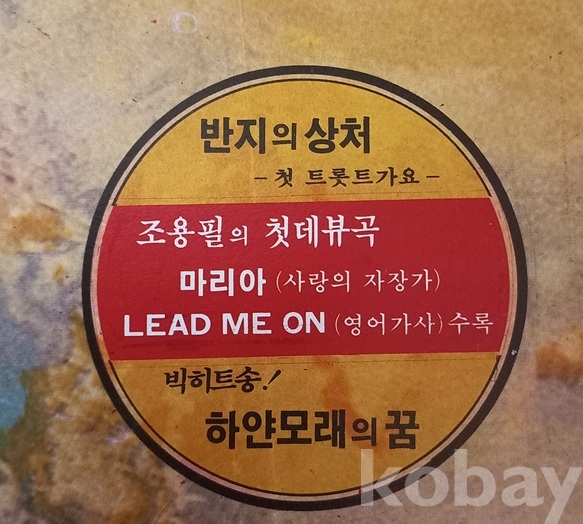 반지의 상처
- 첫 트롯트가요 -
조용필의 첫데뷰곡
마리아 (사랑의 자장가)
LEAD ME ON (영어가사) 수록
빅히트송!
하얀모래의 꿈
kobay